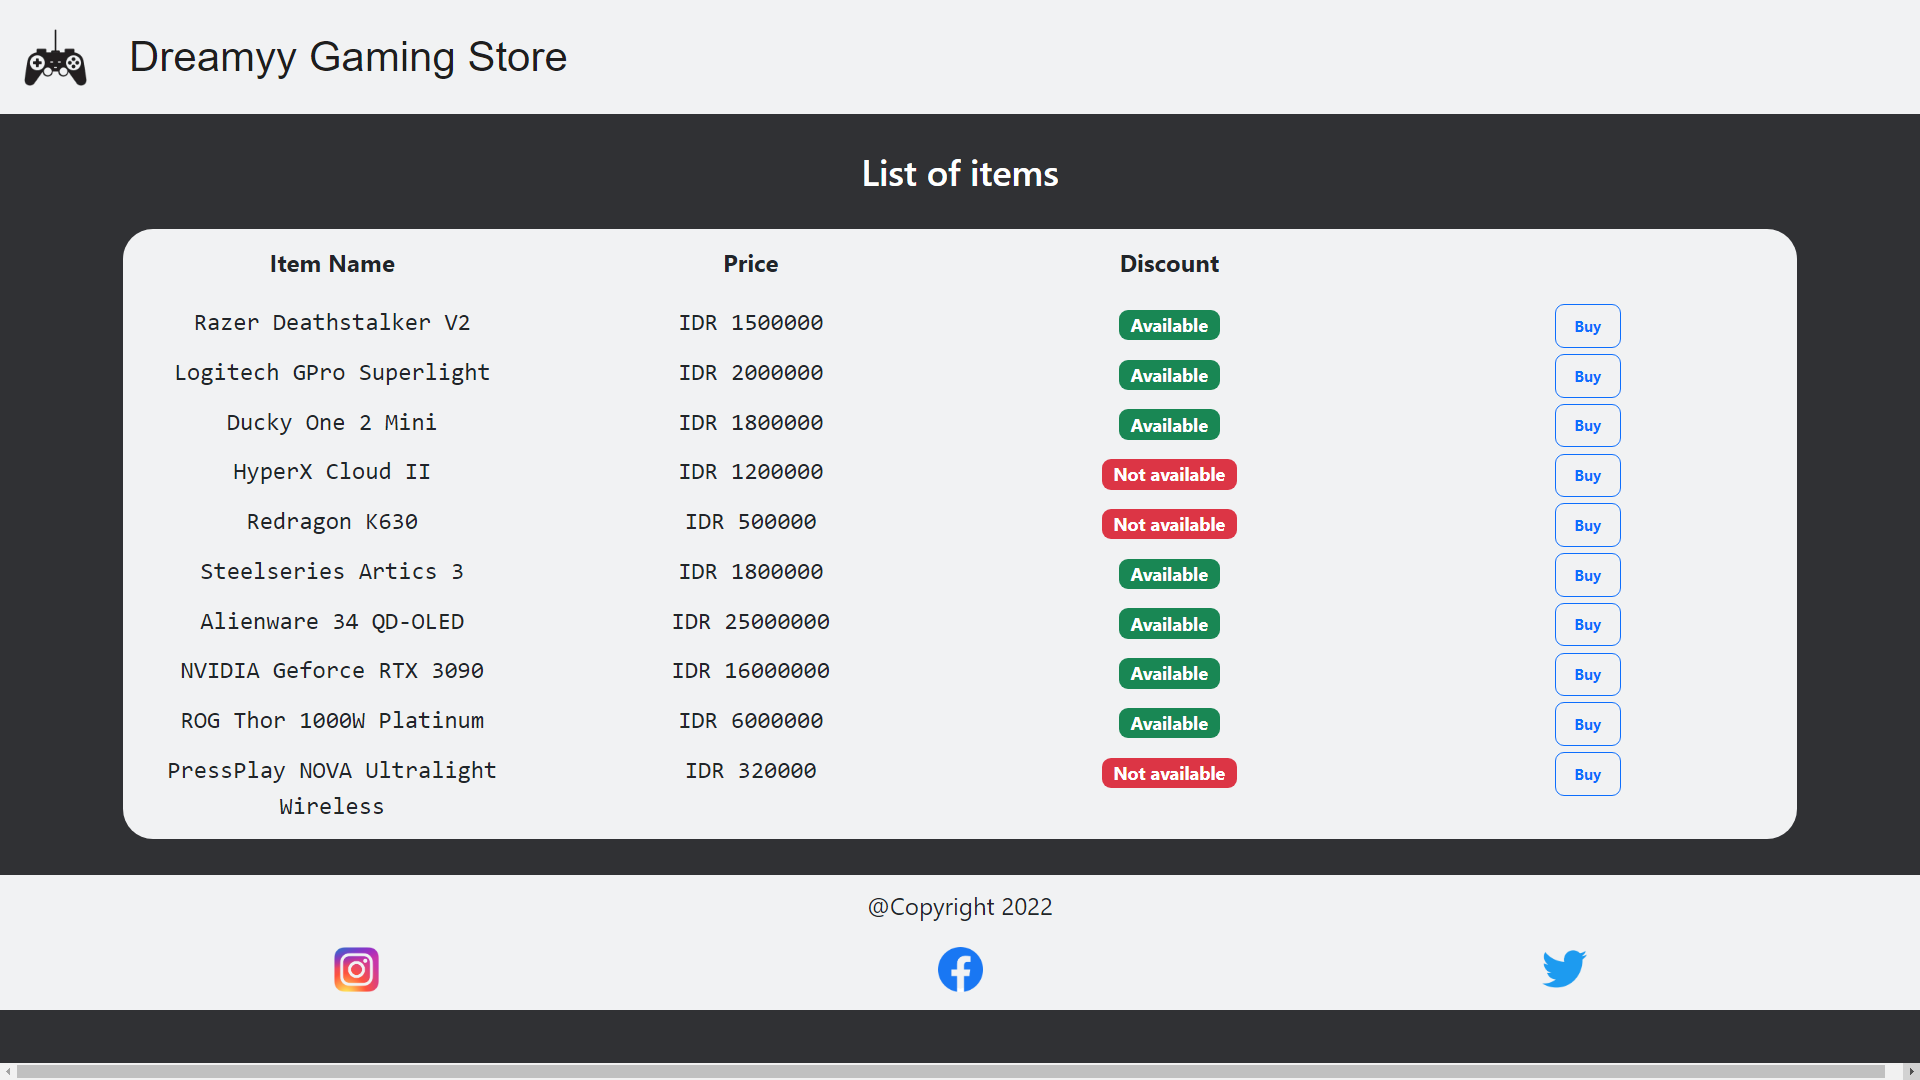 Dreamyy Gaming Store
List of items
Item Name Price Discount
Razer Deathstalker V2 IDR 1500000 Available Buy
Logitech GPro Superlight IDR 2000000 Available Buy
Ducky One 2 Mini IDR 1800000 Available Buy
HyperX Cloud II IDR 1200000 Not available Buy
Redragon K630 IDR 500000 Not available Buy
Steelseries Artics 3 IDR 1800000 Available Buy
Alienware 34 QD-OLED IDR 25000000 Available Buy
NVIDIA Geforce RTX 3090 IDR 16000000 Available Buy
ROG Thor 1000W Platinum IDR 6000000 Available Buy
PressPlay NOVA Ultralight IDR 320000 Not available Buy
Wireless
@Copyright 2022